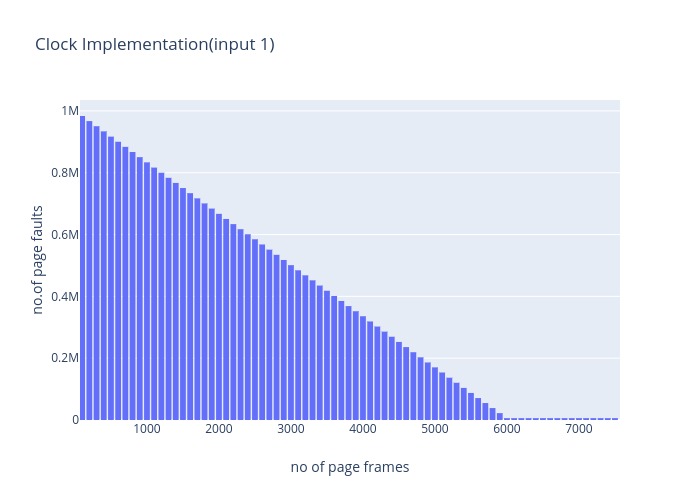 Clock Implementation(input 1)
1M
0.8M
0.6M
0.4M
0.2M
0
no.of page faults
1000 2000 3000 4000 5000 6000 7000
no of page frames